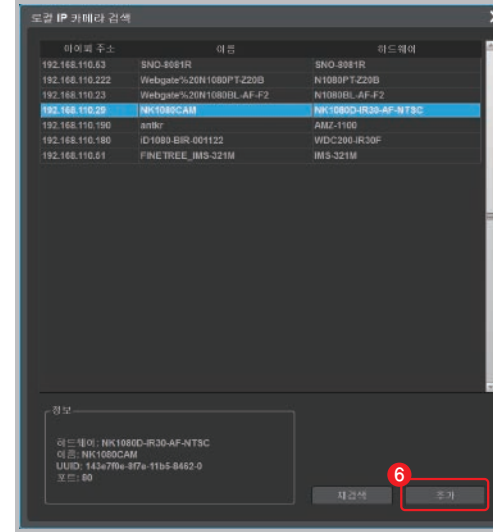 로컬 IP 카메라 검색
아이피 주소 이름 하드웨어
192.168.110.63 SNO-8081R SNO-8081R
192.168.110.222 Webgate%20N1080PT-Z20B N1080PT-Z20B
192.168.110.23 Webgate%20N1080BL-AF-F2 N1080BL-AF-F2
192.168.110.29 NK1080CAM NK1080D-IR30-AF-NTSC
192.168.110.190 antkr AMZ-1100
192.168.110.180 iD1080-BIR-001122 WDC200-IR30F
192.168.110.61 FINETREE_IMS-321M IMS-321M
정보
하드웨어: NK1080D-IR30-AF-NTSC
이름: NK1080CAM
UUID: 143e7f0e-8f7e-11b5-8462-0
포트: 80
6
재검색 추가